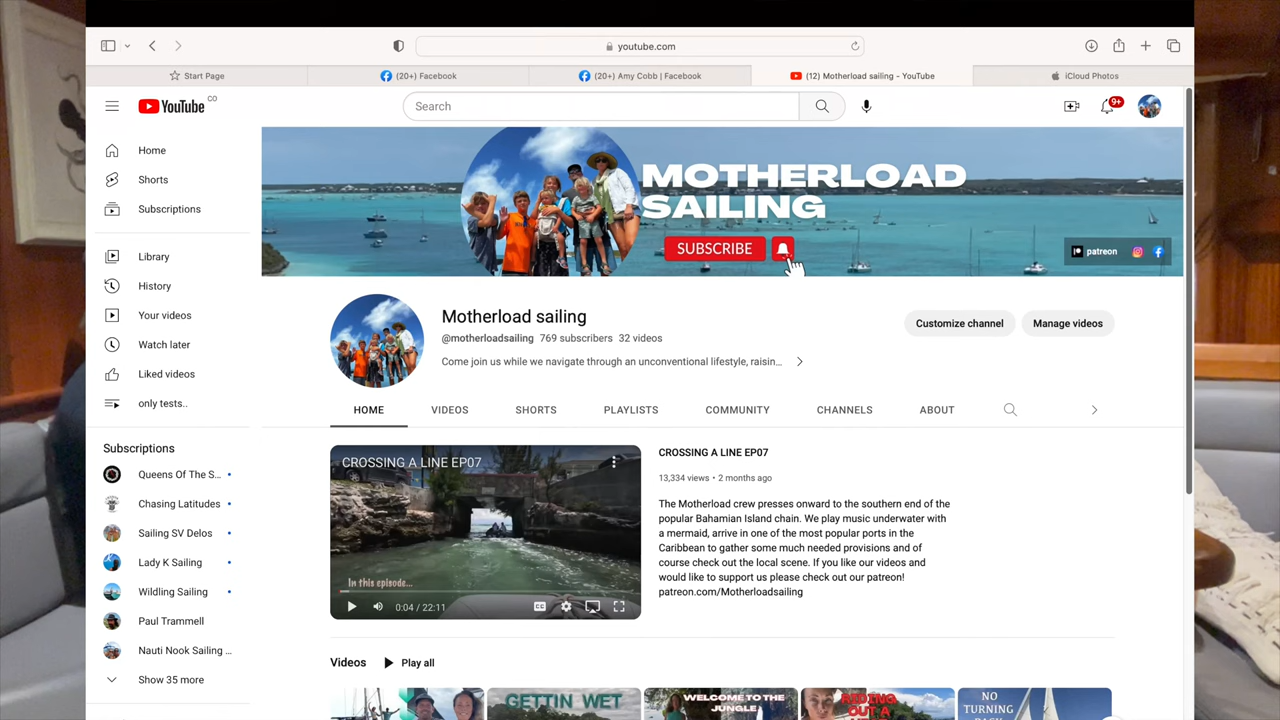 youtube.com
Start Page
(20+) Facebook
(20+) Amy Cobb | Facebook
(12) Motherload sailing - YouTube
iCloud Photos
YouTube CO
Search
9+
Home
Shorts
Subscriptions
Library
History
Your videos
Watch later
Liked videos
only tests..
Subscriptions
Queens Of The S...
Chasing Latitudes
Sailing SV Delos
Lady K Sailing
Wildling Sailing
Paul Trammell
Nauti Nook Sailing ...
Show 35 more
MOTHERLOAD
SAILING
SUBSCRIBE
patreon
Motherload sailing
@motherloadsailing 769 subscribers 32 videos
Come join us while we navigate through an unconventional lifestyle, raisin...
Customize channel
Manage videos
HOME
VIDEOS
SHORTS
PLAYLISTS
COMMUNITY
CHANNELS
ABOUT
CROSSING A LINE EP07
In this episode...
0:04 / 22:11
CROSSING A LINE EP07
13,334 views • 2 months ago
The Motherload crew presses onward to the southern end of the
popular Bahamian Island chain. We play music underwater with
a mermaid, arrive in one of the most popular ports in the
Caribbean to gather some much needed provisions and of
course check out the local scene. If you like our videos and
would like to support us please check out our patreon!
patreon.com/Motherloadsailing
Videos
Play all
GETTIN WET
WELCOME TO THE
JUNGLE
RIDING
OUT A
NO
TURNING
BACK